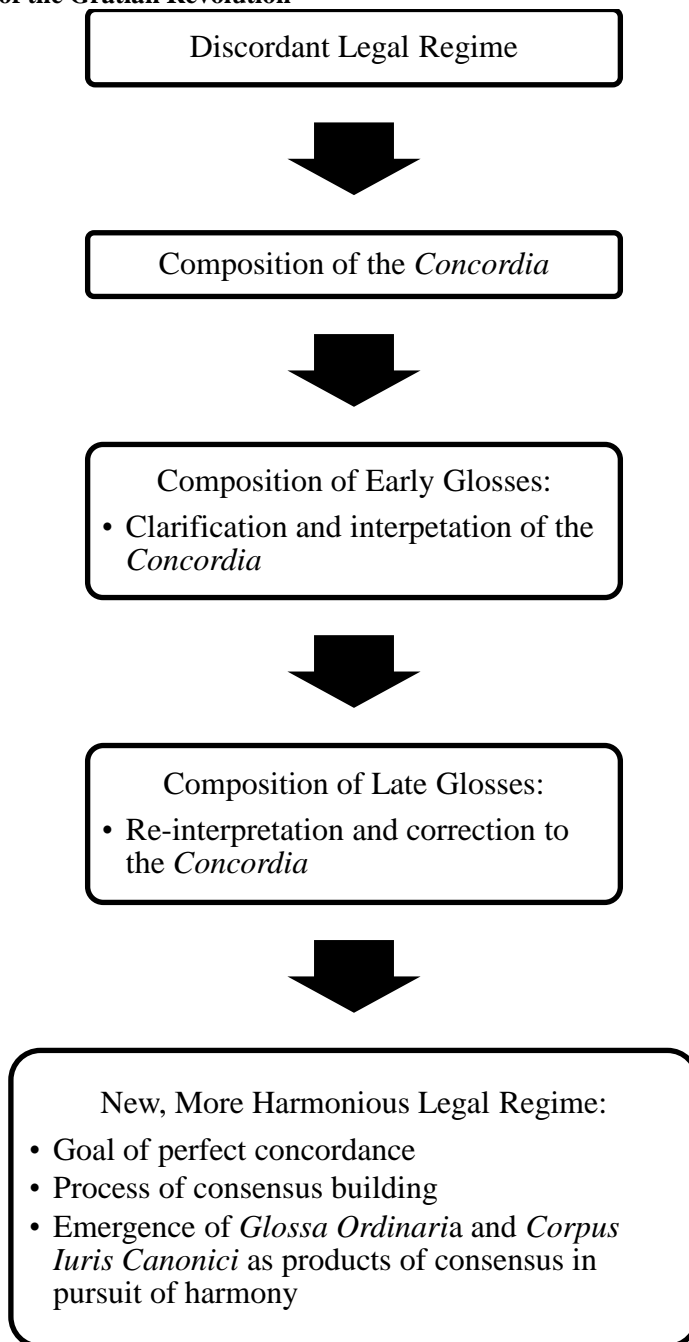 of the Gratian Revolution
Discordant Legal Regime
Composition of the Concordia
Composition of Early Glosses:
• Clarification and interpetation of the
Concordia
Composition of Late Glosses:
• Re-interpretation and correction to
the Concordia
New, More Harmonious Legal Regime:
• Goal of perfect concordance
• Process of consensus building
• Emergence of Glossa Ordinaria and Corpus
Iuris Canonici as products of consensus in
pursuit of harmony